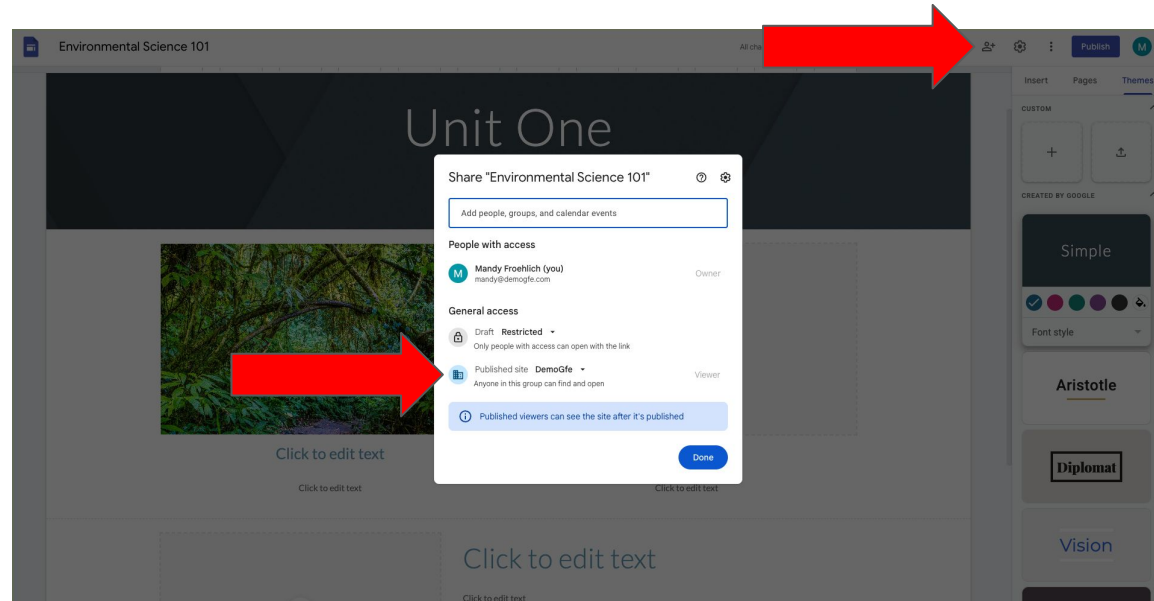 Environmental Science 101
All cha
Publish
M
Insert Pages Themes
Unit One
CUSTOM
CREATED BY GOOGLE
Simple
Font style
Aristotle
Diplomat
Vision
Share "Environmental Science 101"
Add people, groups, and calendar events
People with access
M
Mandy Froehlich (you)
mandy@demogfe.com
Owner
General access
Draft Restricted
Only people with access can open with the link
Published site DemoGfe
Anyone in this group can find and open
Viewer
Published viewers can see the site after it's published
Done
Click to edit text
Click to edit text
Click to edit text
Click to edit text
Click to edit text